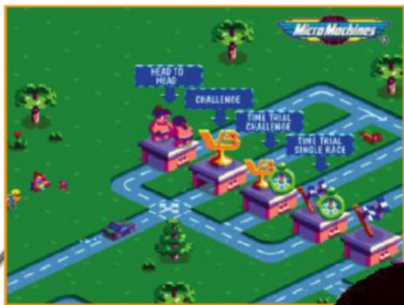 Micro Machines
HEAD TO
HEAD
CHALLENGE
TIME TRIAL
CHALLENGE
TIME TRIAL
SINGLE RACE